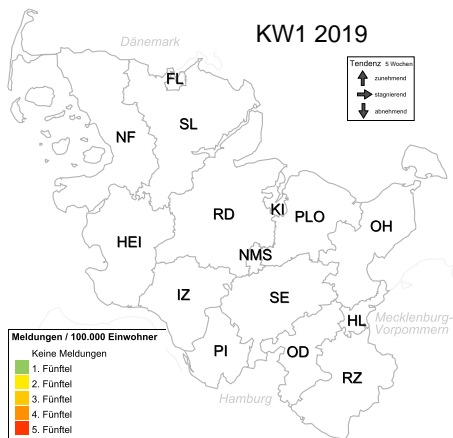 KW1 2019
Dänemark
Tendenz 5 Wochen
zunehmend
stagnierend
abnehmend
FL
SL
NF
RD
KI
PLO
OH
HEI
NMS
IZ
SE
HL
Mecklenburg-
Vorpommern
PI
OD
RZ
Hamburg
Meldungen / 100.000 Einwohner
Keine Meldungen
1. Fünftel
2. Fünftel
3. Fünftel
4. Fünftel
5. Fünftel